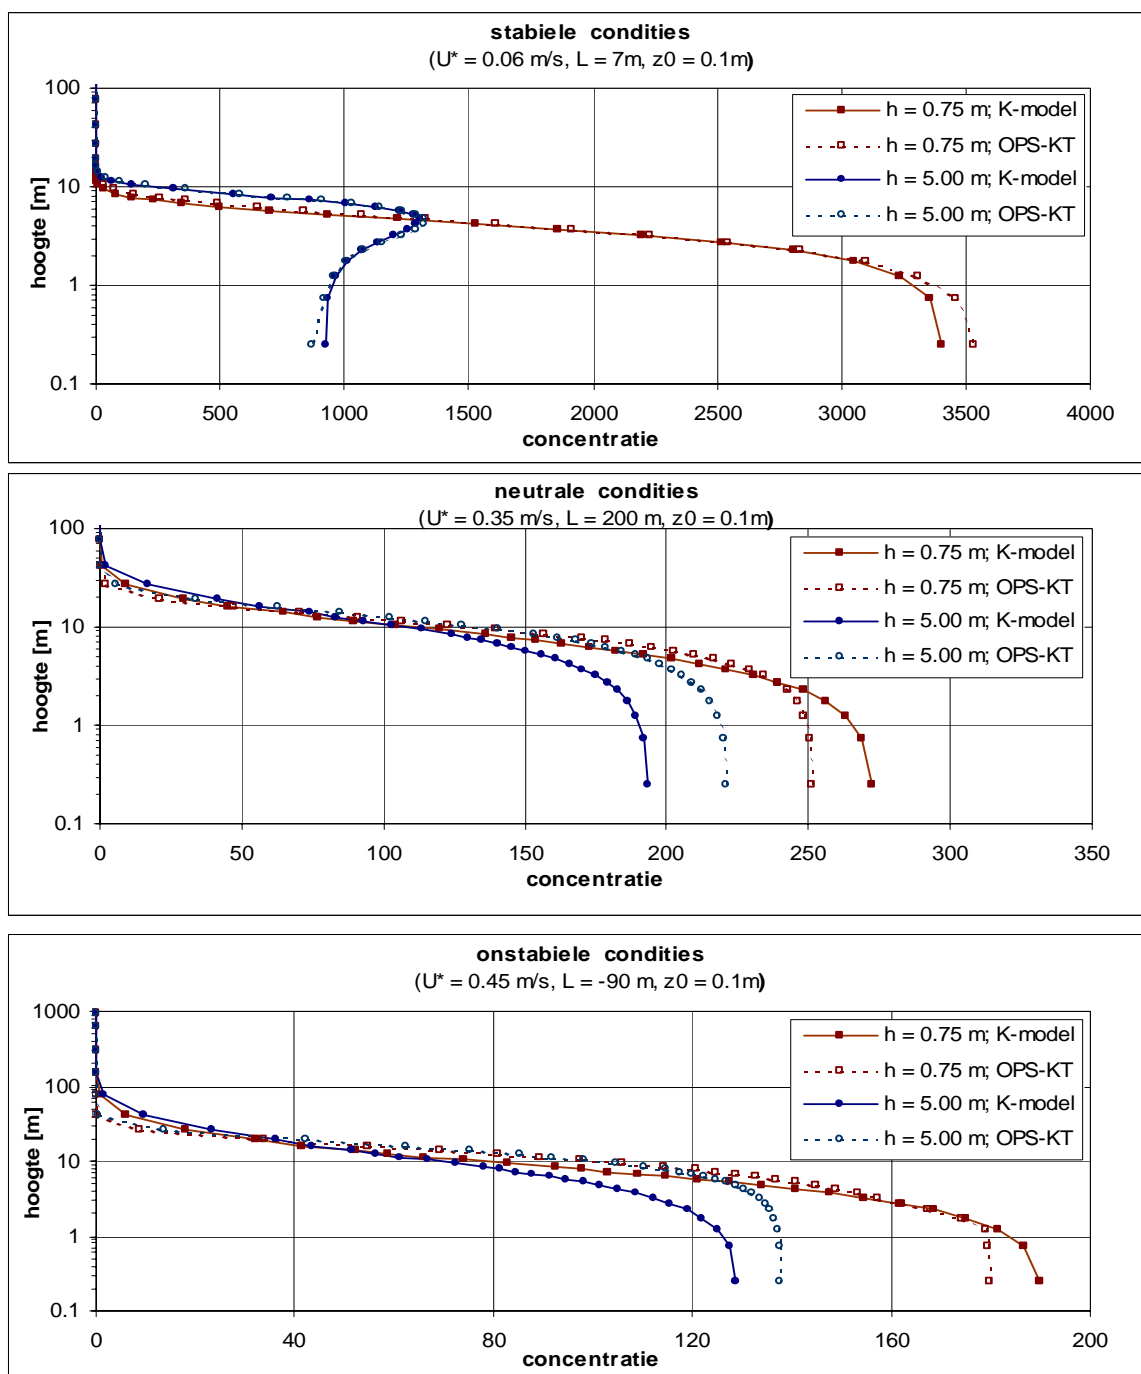 stabiele condities
(U* = 0.06 m/s, L = 7m, z0 = 0.1m)
hoogte [m]
100
10
1
0.1
0 500 1000 1500 2000 2500 3000 3500 4000
concentratie
h = 0.75 m; K-model
h = 0.75 m; OPS-KT
h = 5.00 m; K-model
h = 5.00 m; OPS-KT
neutrale condities
(U* = 0.35 m/s, L = 200 m, z0 = 0.1m)
hoogte [m]
100
10
1
0.1
0 50 100 150 200 250 300 350
concentratie
h = 0.75 m; K-model
h = 0.75 m; OPS-KT
h = 5.00 m; K-model
h = 5.00 m; OPS-KT
onstabiele condities
(U* = 0.45 m/s, L = -90 m, z0 = 0.1m)
hoogte [m]
1000
100
10
1
0.1
0 40 80 120 160 200
concentratie
h = 0.75 m; K-model
h = 0.75 m; OPS-KT
h = 5.00 m; K-model
h = 5.00 m; OPS-KT